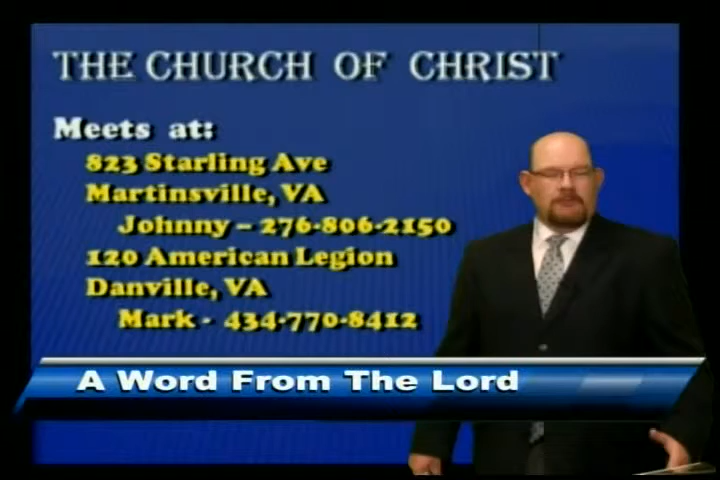 THE CHURCH OF CHRIST
Meets at:
823 Starling Ave
Martinsville, VA
Johnny - 276-806-2150
120 American Legion
Danville, VA
Mark - 434-770-8412
A Word From The Lord